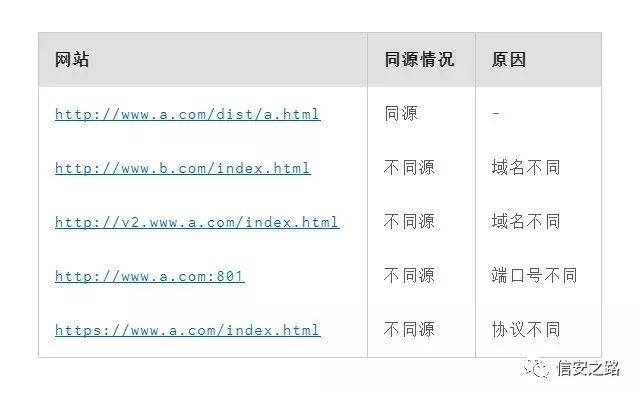 网站 同源情况 原因
http://www.a.com/dist/a.html 同源 -
http://www.b.com/index.html 不同源 域名不同
http://v2.www.a.com/index.html 不同源 域名不同
http://www.a.com:801 不同源 端口号不同
https://www.a.com/index.html 不同源 协议不同
信安之路